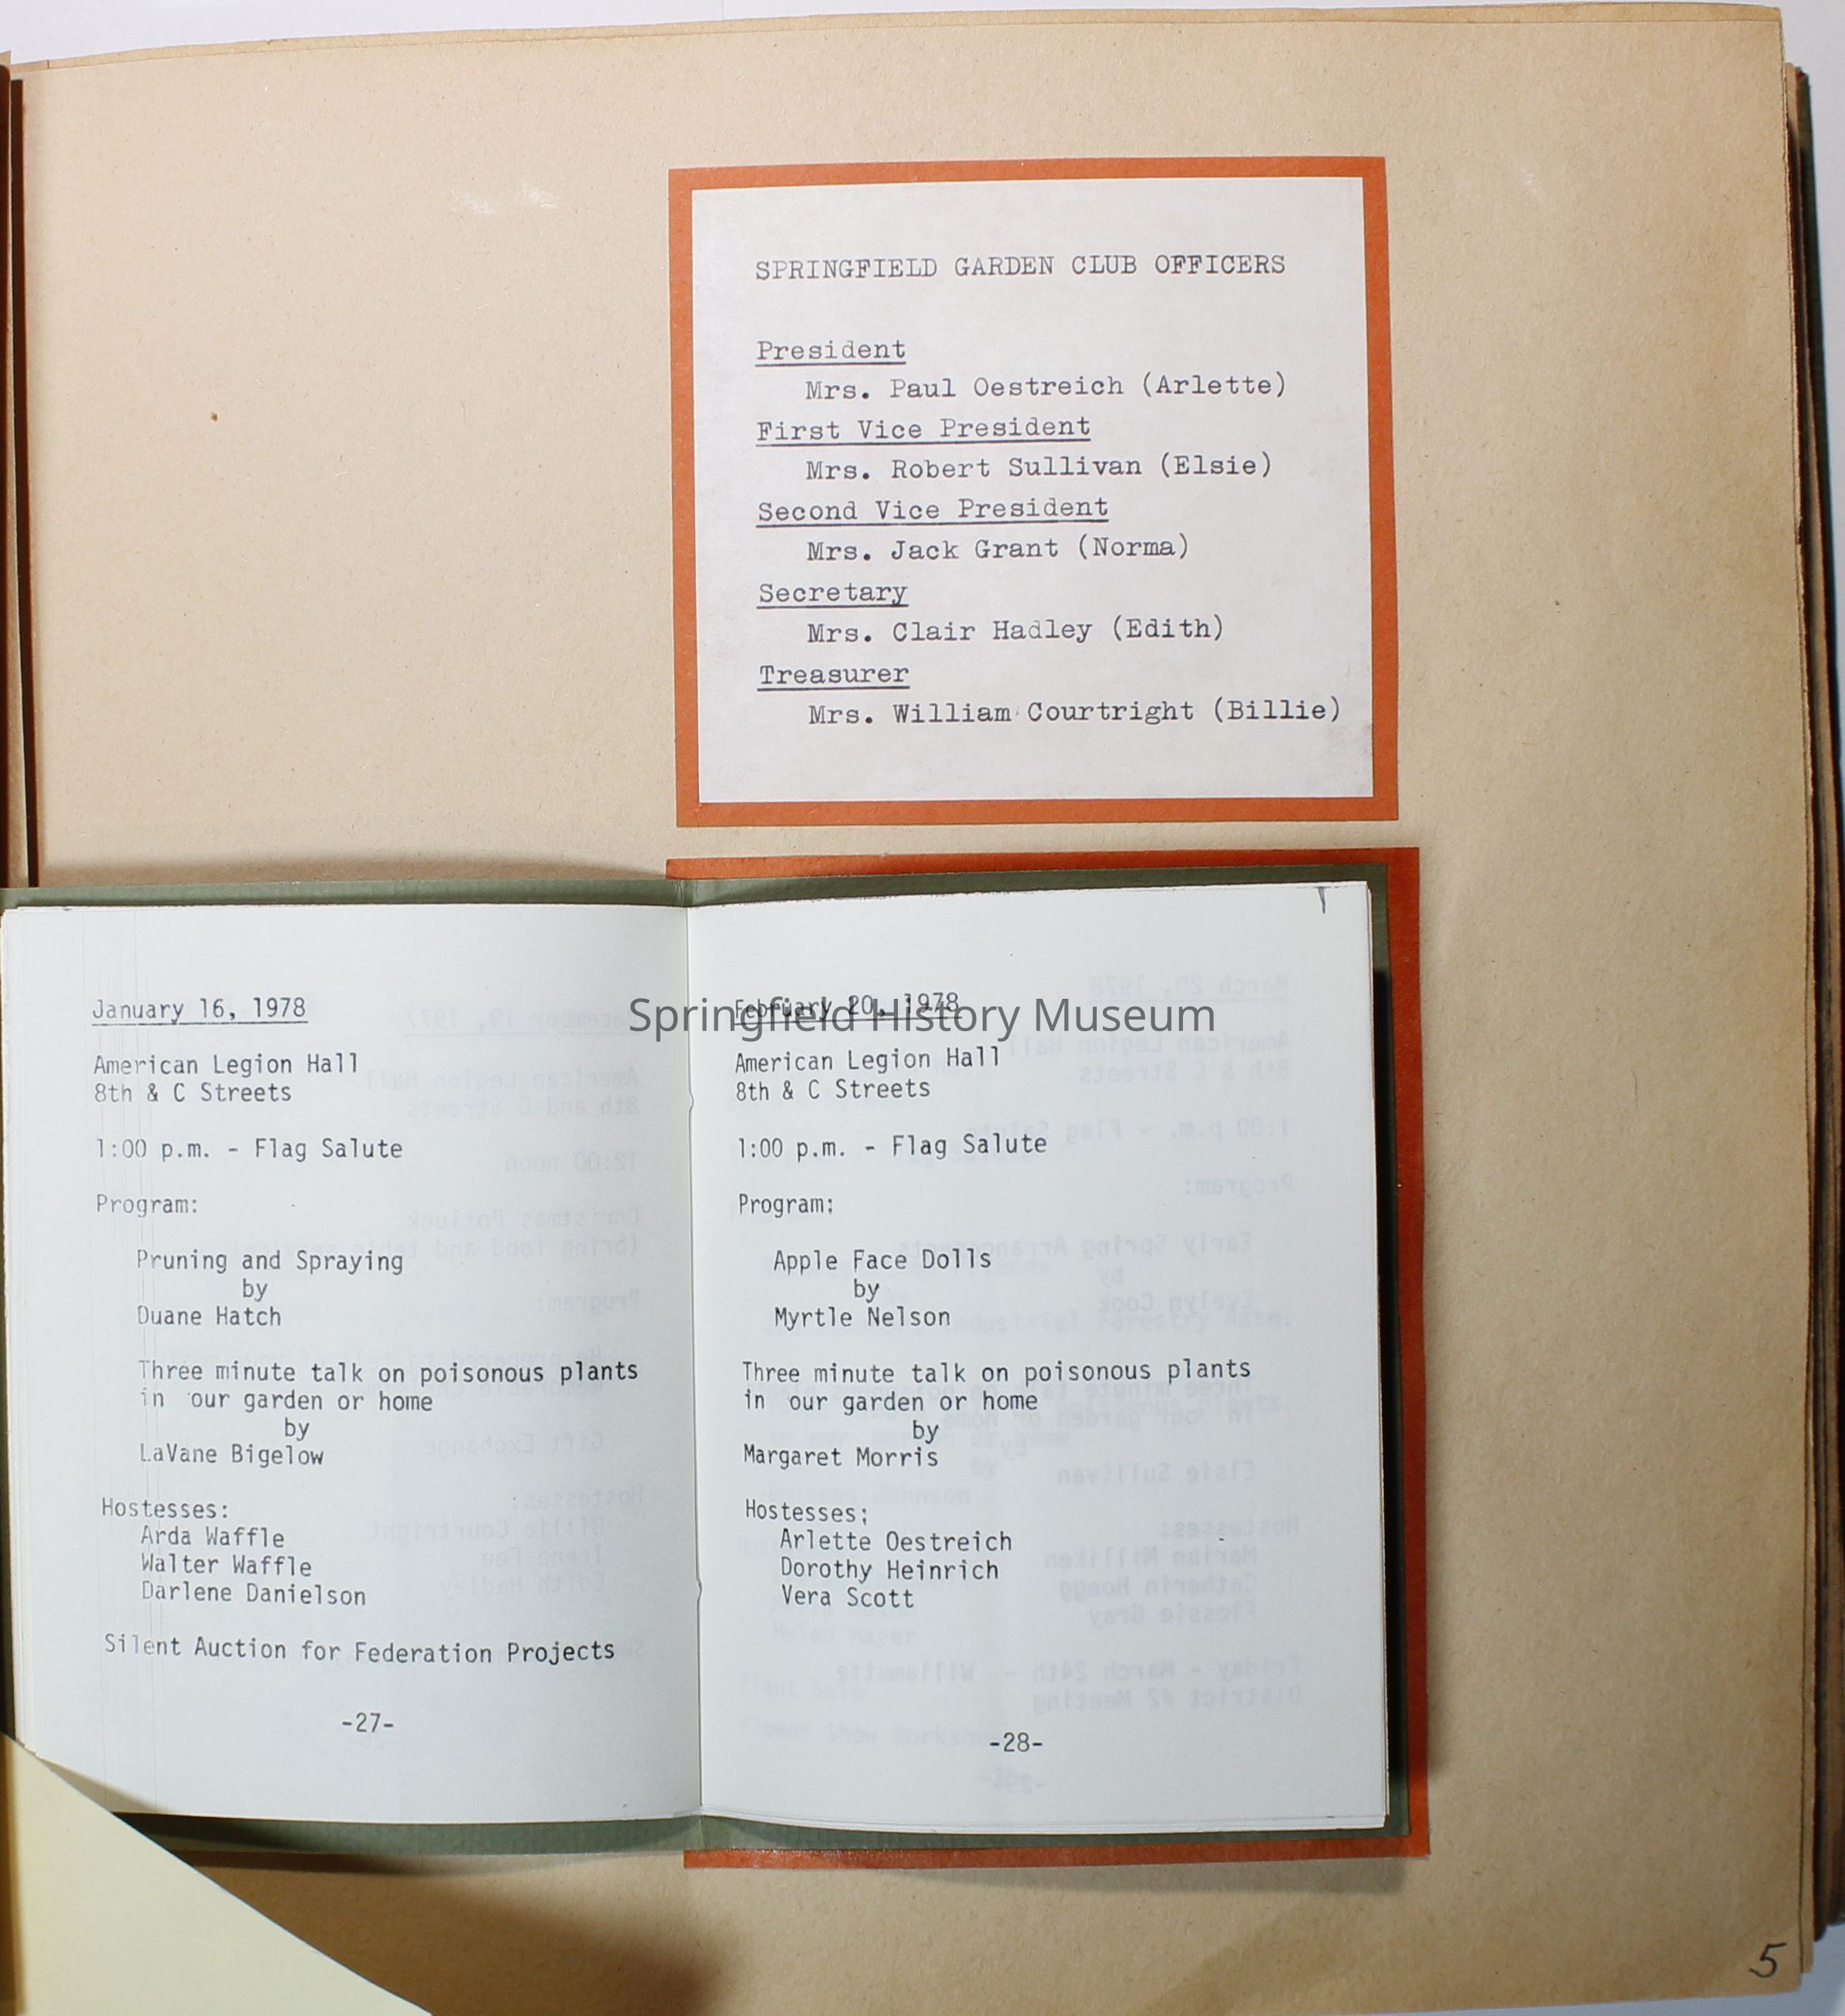 SPRINGFIELD GARDEN CLUB OFFICERS
President
Mrs. Paul Oestreich (Arlette)
First Vice President
Mrs. Robert Sullivan (Elsie)
Second Vice President
Mrs. Jack Grant (Norma)
Secretary
Mrs. Clair Hadley (Edith)
Treasurer
Mrs. William Courtright (Billie)
January 16, 1978
American Legion Hall
8th & C Streets
1:00 p.m. - Flag Salute
Program:
Pruning and Spraying
by
Duane Hatch
Three minute talk on poisonous plants
in our garden or home
by
LaVane Bigelow
Hostesses:
Arda Waffle
Walter Waffle
Darlene Danielson
Silent Auction for Federation Projects
-27-
February 20, 1978
American Legion Hall
8th & C Streets
1:00 p.m. - Flag Salute
Program;
Apple Face Dolls
by
Myrtle Nelson
Three minute talk on poisonous plants
in our garden or home
by
Margaret Morris
Hostesses;
Arlette Oestreich
Dorothy Heinrich
Vera Scott
-28-
Springfield History Museum
5